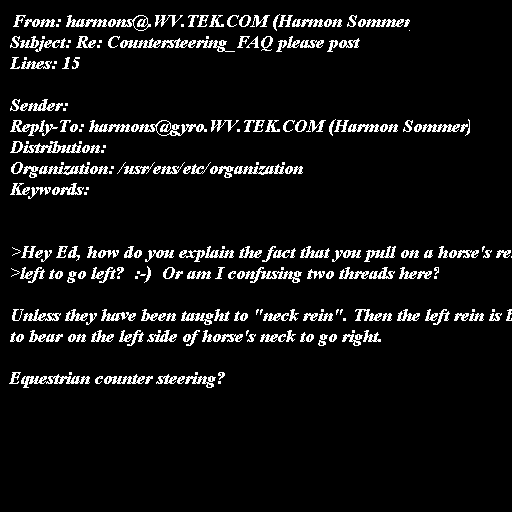 From: harmons@.WV.TEK.COM (Harmon Sommer)
Subject: Re: Countersteering_FAQ please post
Lines: 15
Sender:
Reply-To: harmons@gyro.WV.TEK.COM (Harmon Sommer)
Distribution:
Organization: /usr/ens/etc/organization
Keywords:
>Hey Ed, how do you explain the fact that you pull on a horse's
>left to go left? :-) Or am I confusing two threads here?
Unless they have been taught to "neck rein". Then the left rein is
to bear on the left side of horse's neck to go right.
Equestrian counter steering?